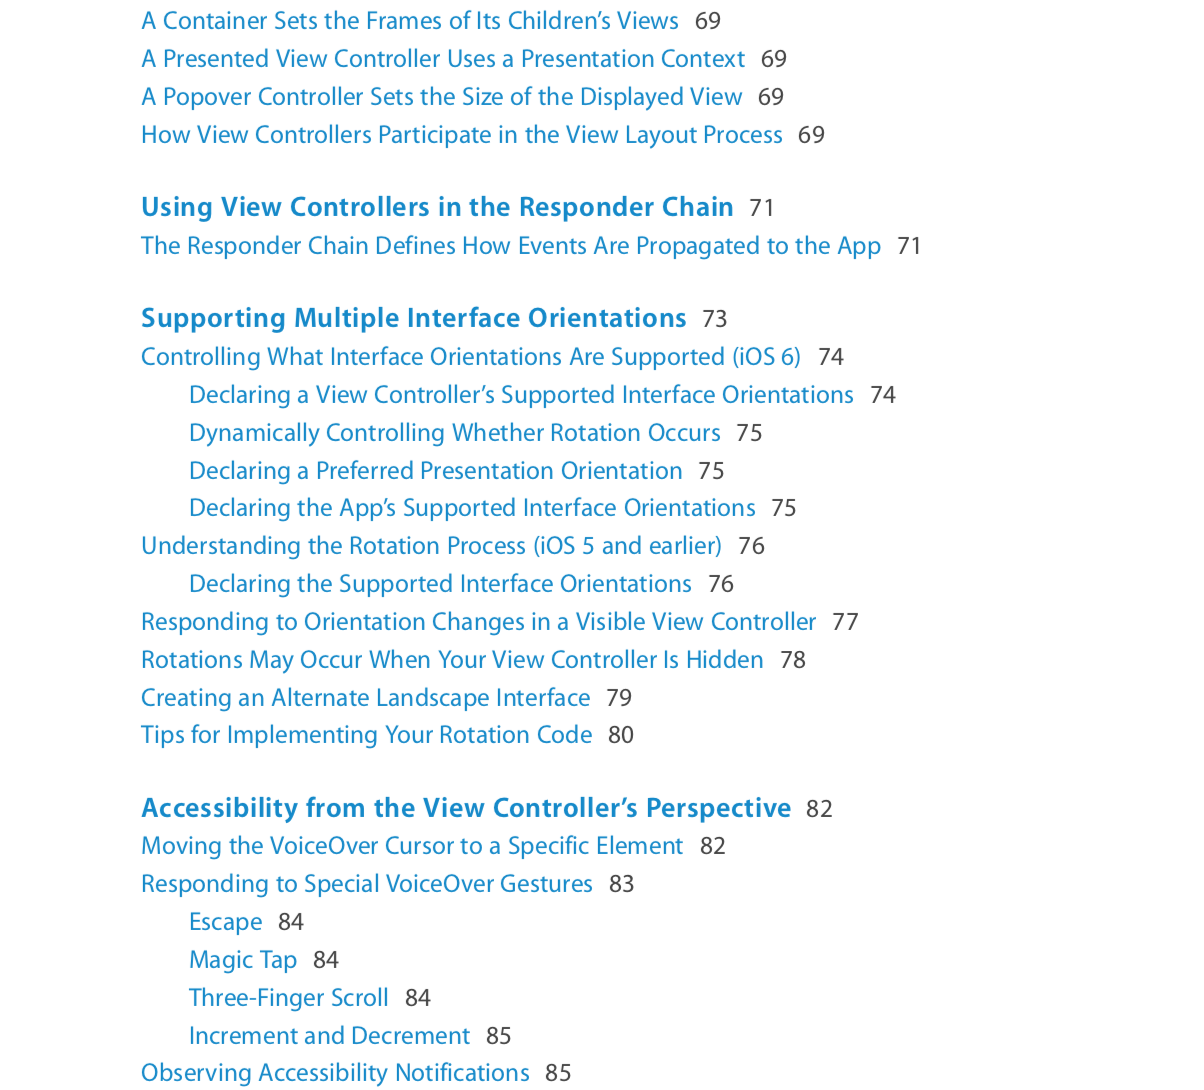 A Container Sets the Frames of Its Children’s Views 69
A Presented View Controller Uses a Presentation Context 69
A Popover Controller Sets the Size of the Displayed View 69
How View Controllers Participate in the View Layout Process 69
Using View Controllers in the Responder Chain 71
The Responder Chain Defines How Events Are Propagated to the App 71
Supporting Multiple Interface Orientations 73
Controlling What Interface Orientations Are Supported (iOS 6) 74
Declaring a View Controller’s Supported Interface Orientations 74
Dynamically Controlling Whether Rotation Occurs 75
Declaring a Preferred Presentation Orientation 75
Declaring the App’s Supported Interface Orientations 75
Understanding the Rotation Process (iOS 5 and earlier) 76
Declaring the Supported Interface Orientations 76
Responding to Orientation Changes in a Visible View Controller 77
Rotations May Occur When Your View Controller Is Hidden 78
Creating an Alternate Landscape Interface 79
Tips for Implementing Your Rotation Code 80
Accessibility from the View Controller’s Perspective 82
Moving the VoiceOver Cursor to a Specific Element 82
Responding to Special VoiceOver Gestures 83
Escape 84
Magic Tap 84
Three-Finger Scroll 84
Increment and Decrement 85
Observing Accessibility Notifications 85